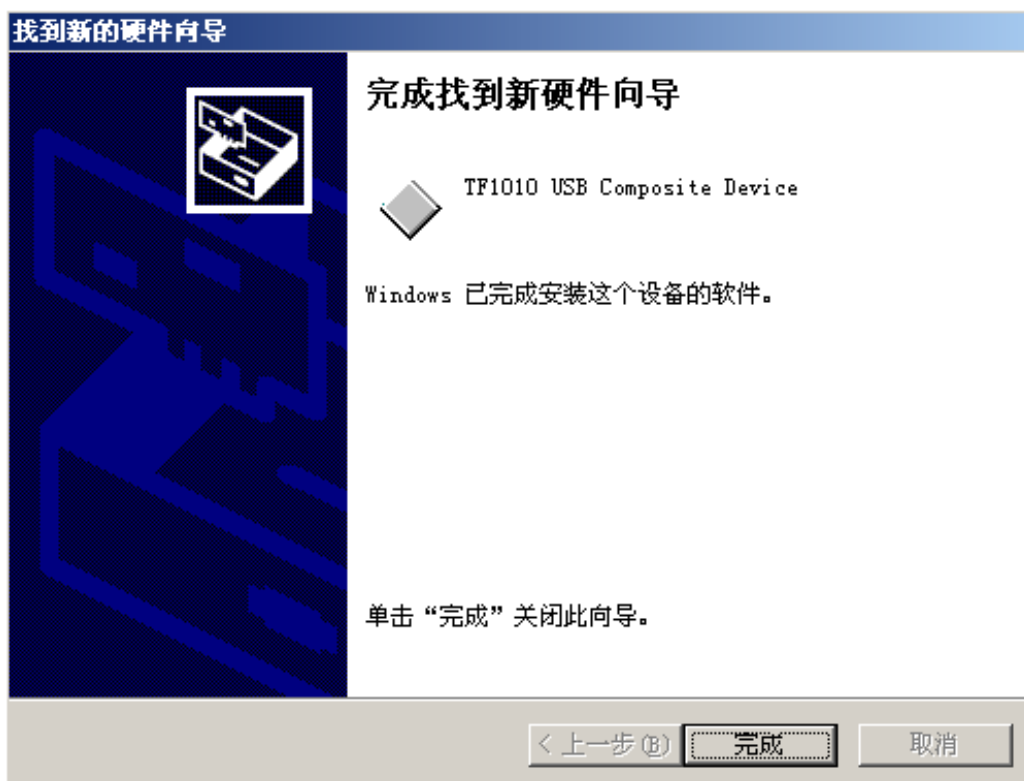 找到新的硬件向导
完成找到新硬件向导
TF1010 USB Composite Device
Windows 已完成安装这个设备的软件。
单击“完成”关闭此向导。
< 上一步(B)
完成
取消